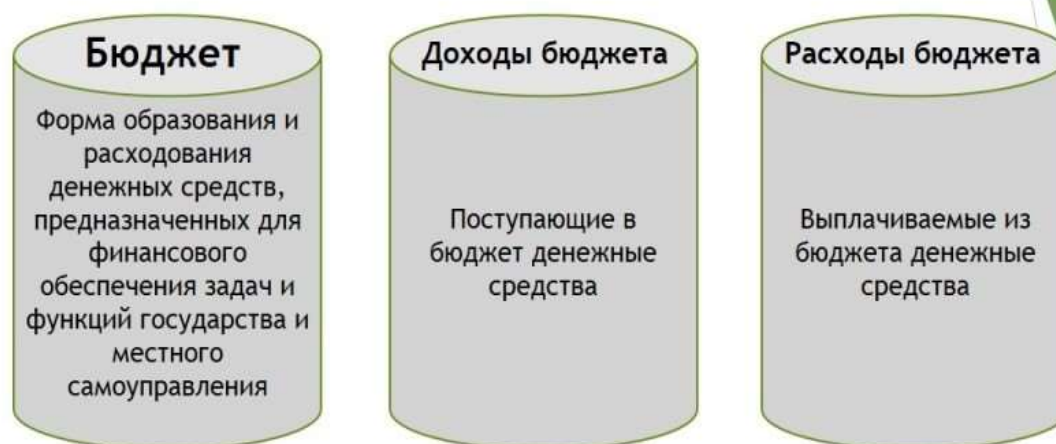 Бюджет
Форма образования и
расходования
денежных средств,
предназначенных для
финансового
обеспечения задач и
функций государства и
местного
самоуправления
Доходы бюджета
Поступающие в
бюджет денежные
средства
Расходы бюджета
Выплачиваемые из
бюджета денежные
средства